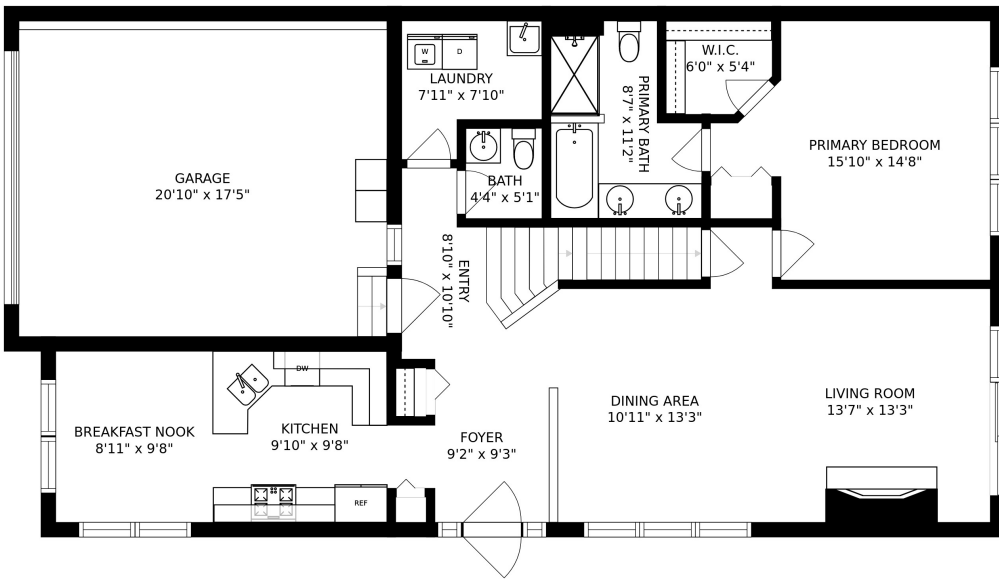 W
D
LAUNDRY
7'11" x 7'10"
W.I.C.
6'0" x 5'4"
PRIMARY BATH
8'7" x 11'2"
PRIMARY BEDROOM
15'10" x 14'8"
GARAGE
20'10" x 17'5"
BATH
4'4" x 5'1"
ENTRY
8'10" x 10'10"
DW
BREAKFAST NOOK
8'11" x 9'8"
KITCHEN
9'10" x 9'8"
FOYER
9'2" x 9'3"
DINING AREA
10'11" x 13'3"
LIVING ROOM
13'7" x 13'3"
REF